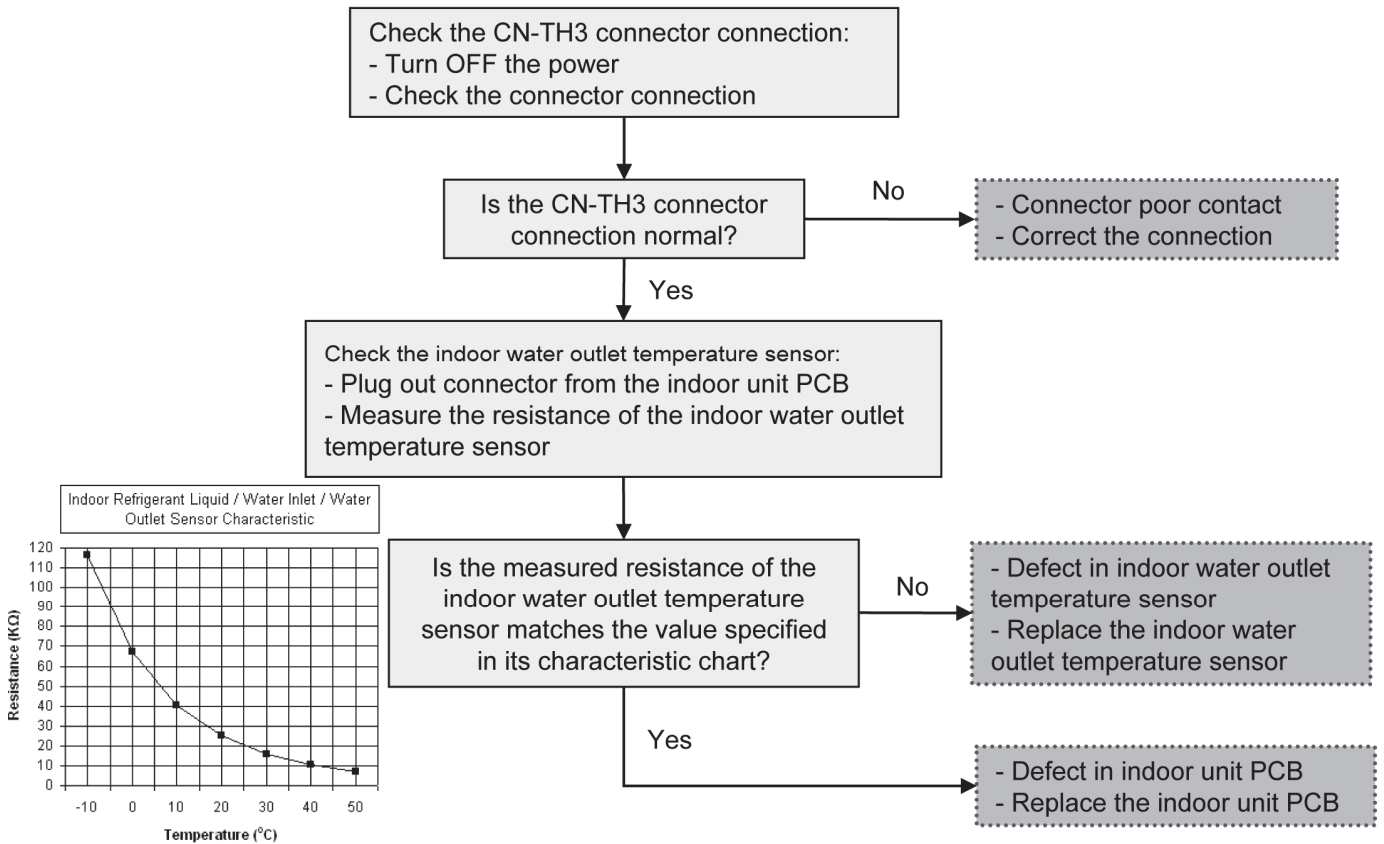 Check the CN-TH3 connector connection:
- Turn OFF the power
- Check the connector connection
Is the CN-TH3 connector
connection normal?
No
- Connector poor contact
- Correct the connection
Yes
Check the indoor water outlet temperature sensor:
- Plug out connector from the indoor unit PCB
- Measure the resistance of the indoor water outlet
temperature sensor
Indoor Refrigerant Liquid / Water Inlet / Water
Outlet Sensor Characteristic
Resistance (KΩ)
120
110
100
90
80
70
60
50
40
30
20
10
0
-10 0 10 20 30 40 50
Temperature (⁰C)
Is the measured resistance of the
indoor water outlet temperature
sensor matches the value specified
in its characteristic chart?
No
- Defect in indoor water outlet
temperature sensor
- Replace the indoor water
outlet temperature sensor
Yes
- Defect in indoor unit PCB
- Replace the indoor unit PCB